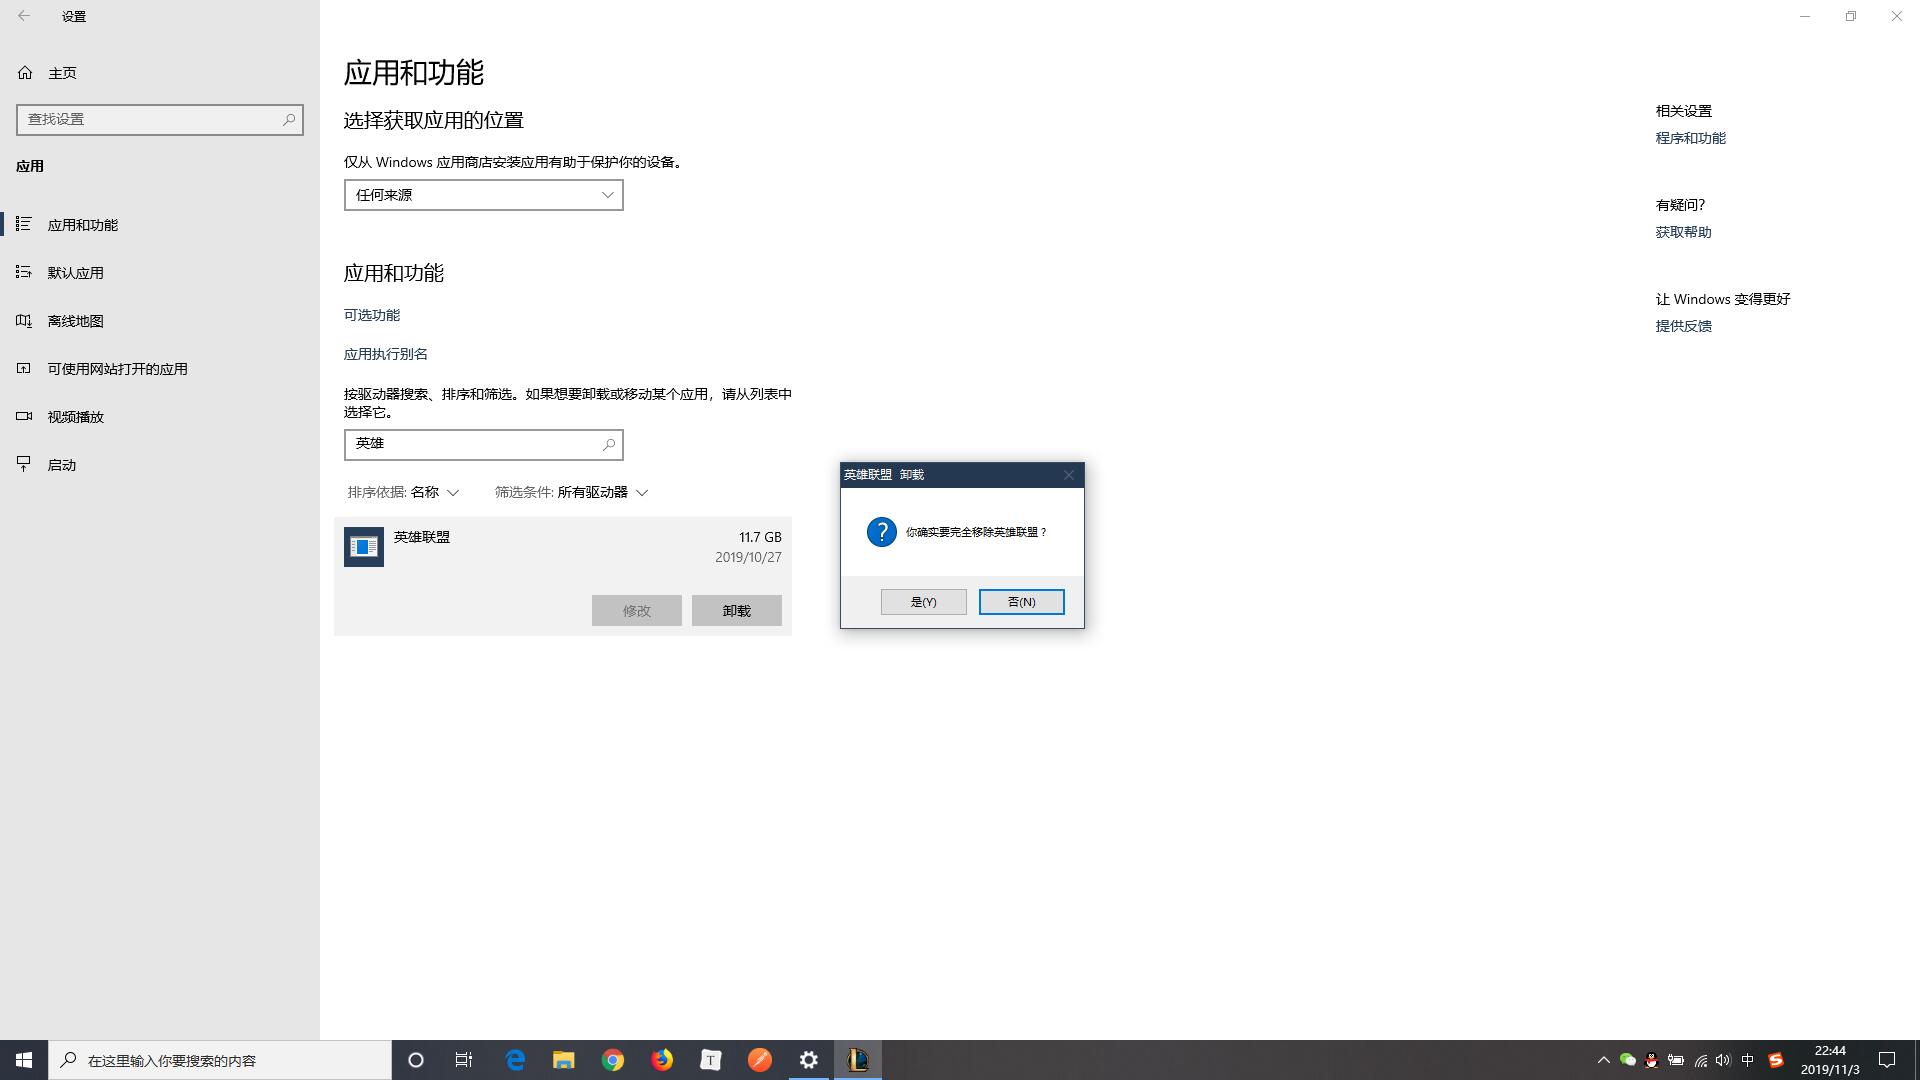 设置
主页
查找设置
应用
应用和功能
默认应用
离线地图
可使用网站打开的应用
视频播放
启动
应用和功能
选择获取应用的位置
仅从 Windows 应用商店安装应用有助于保护你的设备。
任何来源
应用和功能
可选功能
应用执行别名
按驱动器搜索、排序和筛选。如果想要卸载或移动某个应用，请从列表中
选择它。
英雄
排序依据: 名称 筛选条件: 所有驱动器
英雄联盟 11.7 GB
2019/10/27
修改 卸载
英雄联盟 卸载
你确实要完全移除英雄联盟？
是(Y) 否(N)
相关设置
程序和功能
有疑问?
获取帮助
让 Windows 变得更好
提供反馈
在这里输入你要搜索的内容
中
22:44
2019/11/3